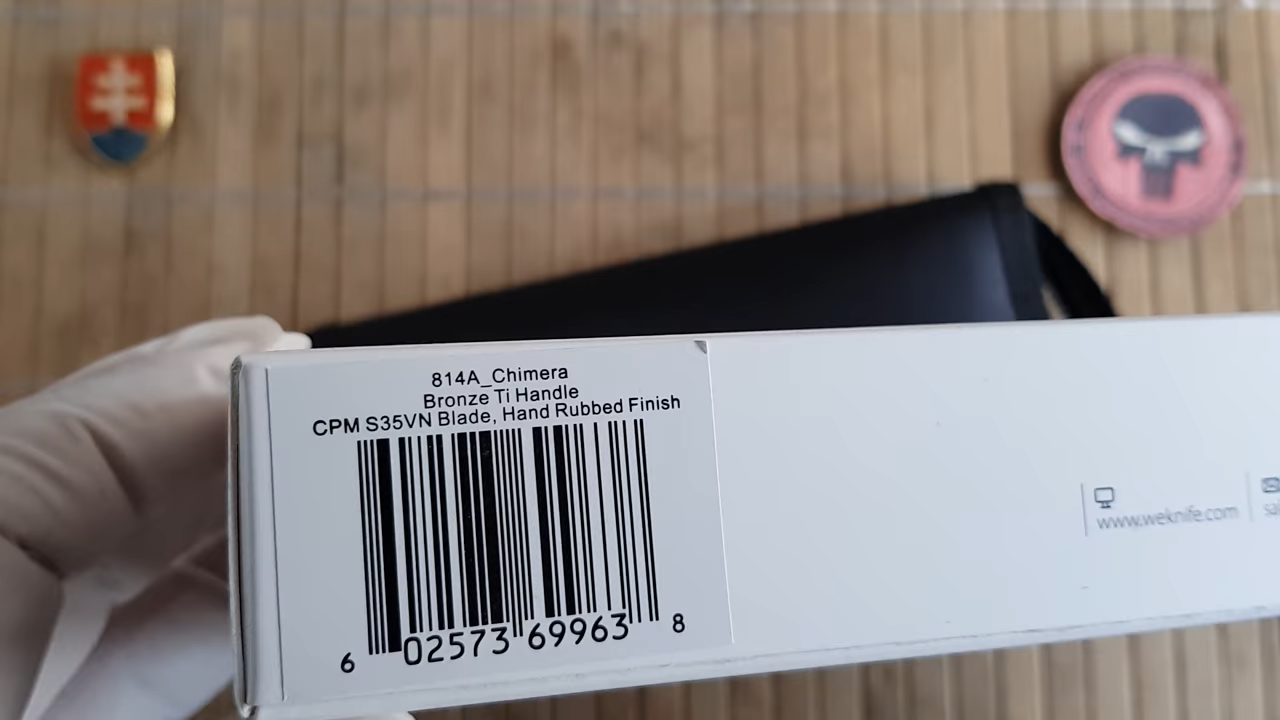 814A_Chimera
Bronze Ti Handle
CPM S35VN Blade, Hand Rubbed Finish
6 02573 69963 8
www.weknife.com